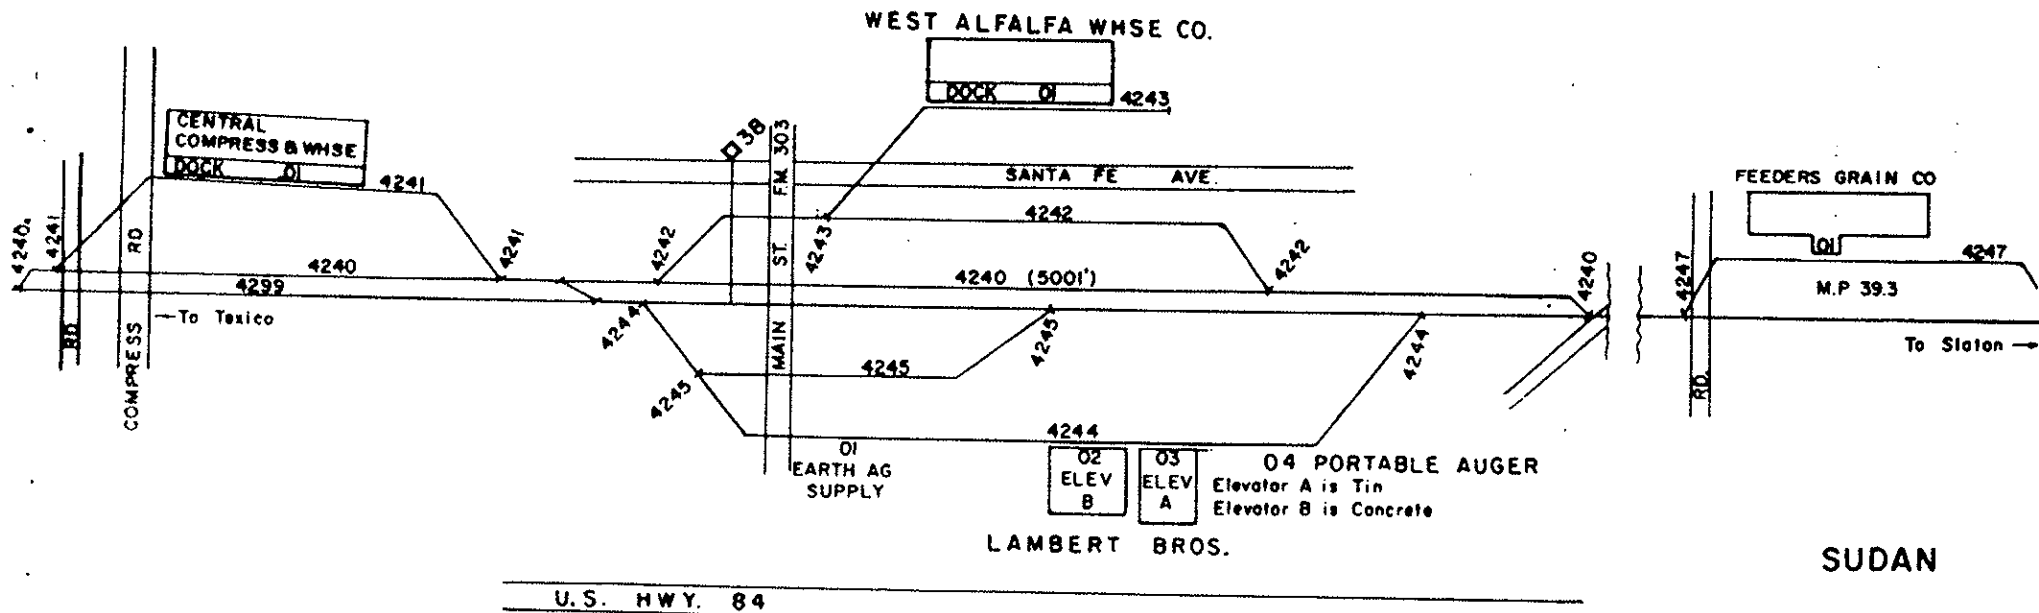 WEST ALFALFA WHSE CO.
DOCK 01
4243
CENTRAL
COMPRESS & WHSE
DOCK 01
4241
38
F.M. 303
SANTA FE AVE.
FEEDERS GRAIN CO
01
4240
4241
RD
4241
4242
4243
4242
4242
4240
4247
4247
4240
4240 (5001')
4299
M.P 39.3
To Texico
ST.
To Slaton
RD
COMPRESS
4244
MAIN
4245
4245
4244
4245
RD.
4244
01
EARTH AG
SUPPLY
02
ELEV
B
03
ELEV
A
04 PORTABLE AUGER
Elevator A is Tin
Elevator B is Concrete
LAMBERT BROS.
SUDAN
U.S. HWY. 84